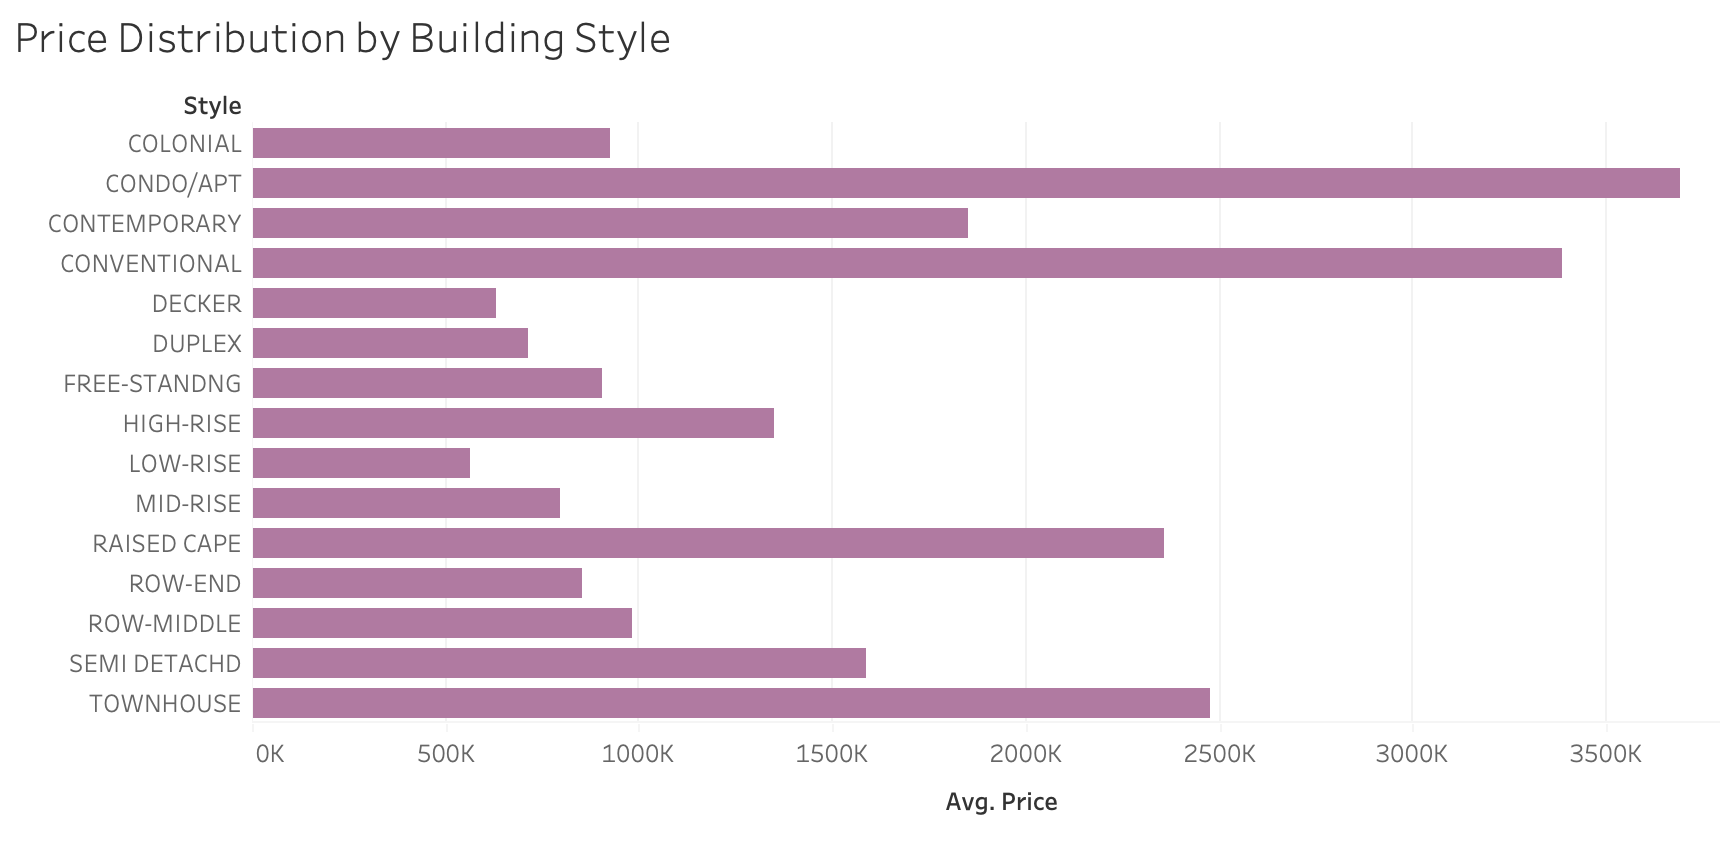 Price Distribution by Building Style
Style
COLONIAL
CONDO/APT
CONTEMPORARY
CONVENTIONAL
DECKER
DUPLEX
FREE-STANDNG
HIGH-RISE
LOW-RISE
MID-RISE
RAISED CAPE
ROW-END
ROW-MIDDLE
SEMI DETACHD
TOWNHOUSE
0K 500K 1000K 1500K 2000K 2500K 3000K 3500K
Avg. Price